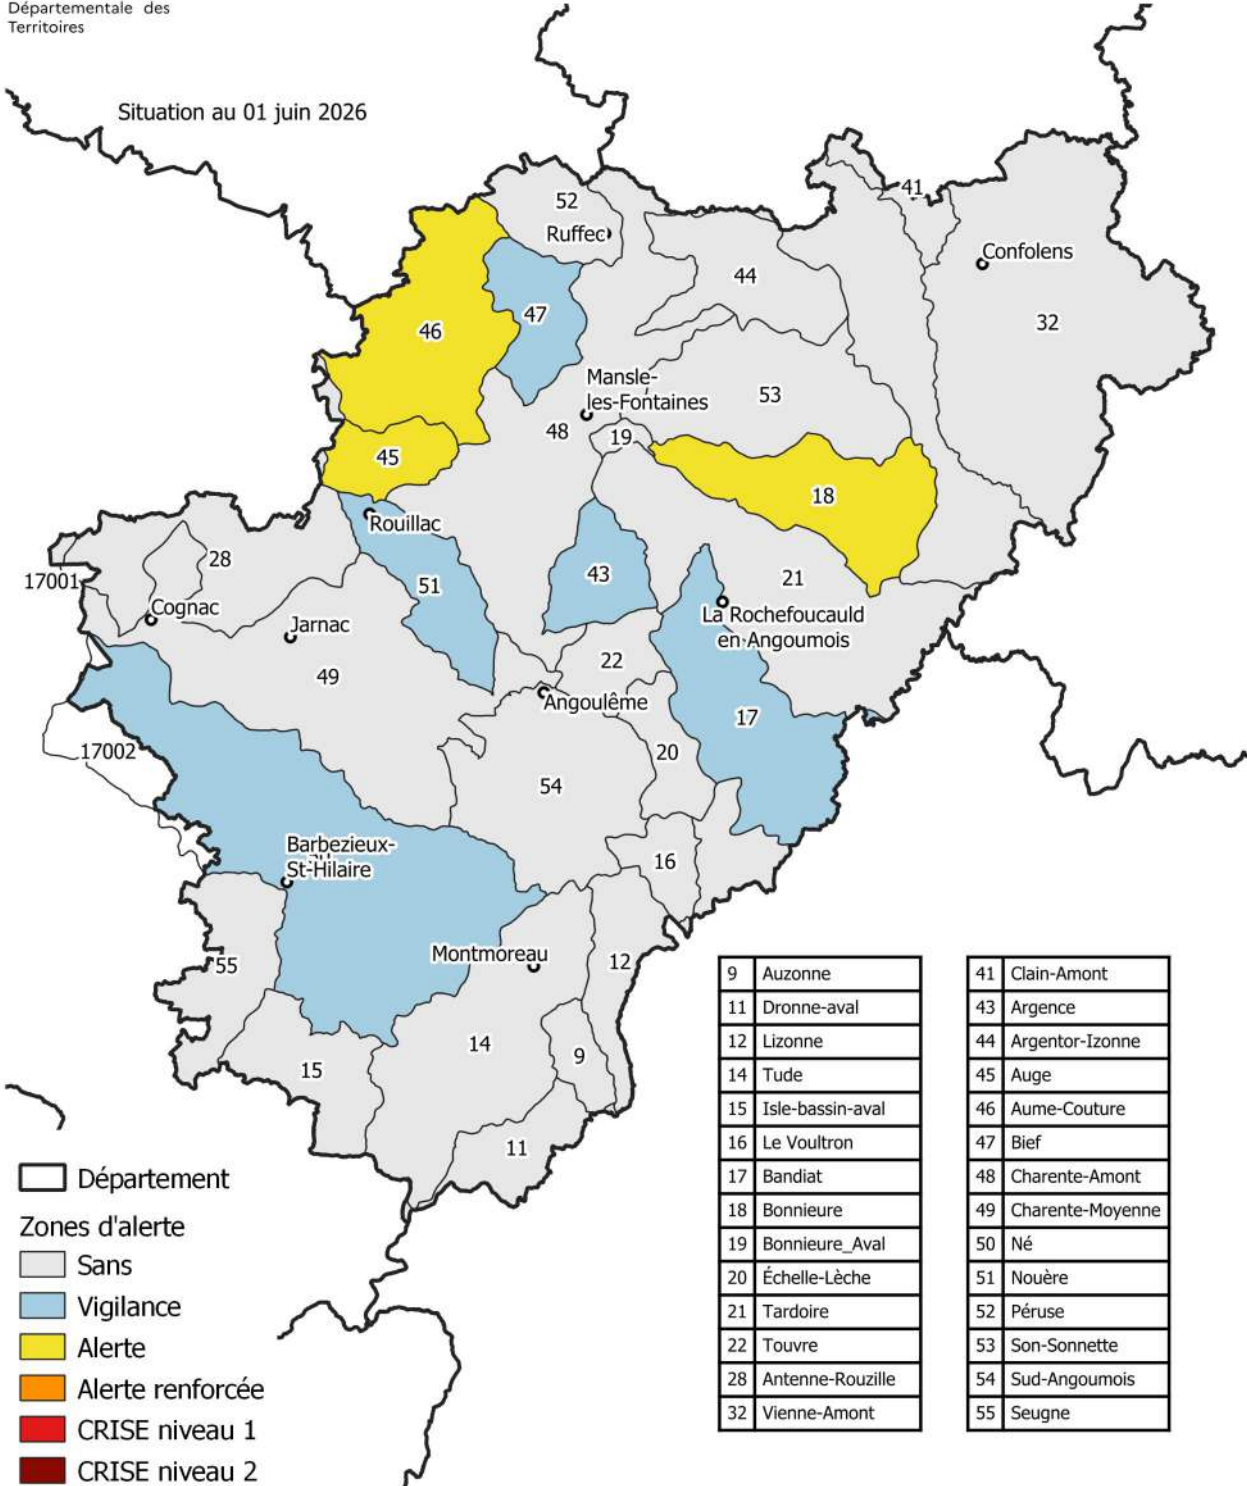 Départementale des
Territoires
Situation au 01 juin 2026
41
52
Ruffec
Confolens
44
47
46
32
Mansle-
les-Fontaines
53
48
19
45
18
Rouillac
28
17001
51
43
21
Cognac
Jarnac
La Rochefoucauld
en Angoumois
22
49
Angoulême
17
17002
20
54
Barbezieux-
St-Hilaire
16
Montmoreau
55
12
14
9
15
11
9 Auzonne
11 Dronne-aval
12 Lizonne
14 Tude
15 Isle-bassin-aval
16 Le Voultron
17 Bandiat
18 Bonnieure
19 Bonnieure_Aval
20 Échelle-Lèche
21 Tardoire
22 Touvre
28 Antenne-Rouzille
32 Vienne-Amont
41 Clain-Amont
43 Argence
44 Argentor-Izonne
45 Auge
46 Aume-Couture
47 Bief
48 Charente-Amont
49 Charente-Moyenne
50 Né
51 Nouère
52 Péruse
53 Son-Sonnette
54 Sud-Angoumois
55 Seugne
Département
Zones d'alerte
Sans
Vigilance
Alerte
Alerte renforcée
CRISE niveau 1
CRISE niveau 2